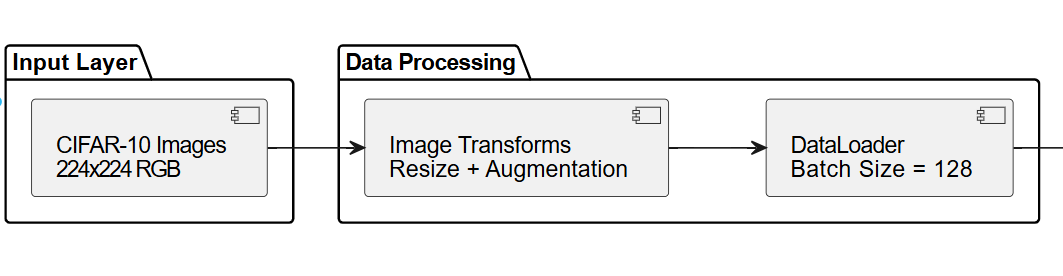 Input Layer
Data Processing
CIFAR-10 Images
224x224 RGB
Image Transforms
Resize + Augmentation
DataLoader
Batch Size = 128